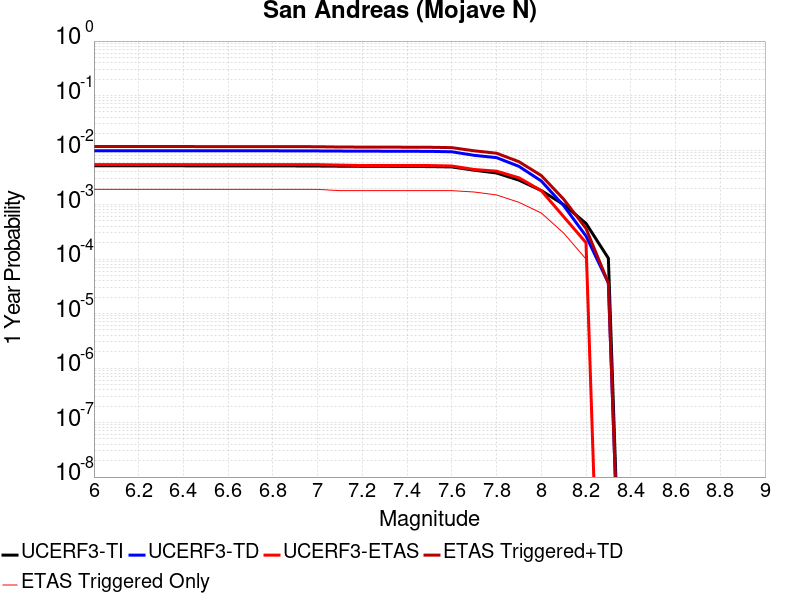 San Andreas (Mojave N)
10 0
10 -1
10 -2
10 -3
10 -4
10 -5
10 -6
10 -7
10 -8
1 Year Probability
6 6.2 6.4 6.6 6.8 7 7.2 7.4 7.6 7.8 8 8.2 8.4 8.6 8.8 9
Magnitude
UCERF3-TI UCERF3-TD UCERF3-ETAS ETAS Triggered+TD
ETAS Triggered Only